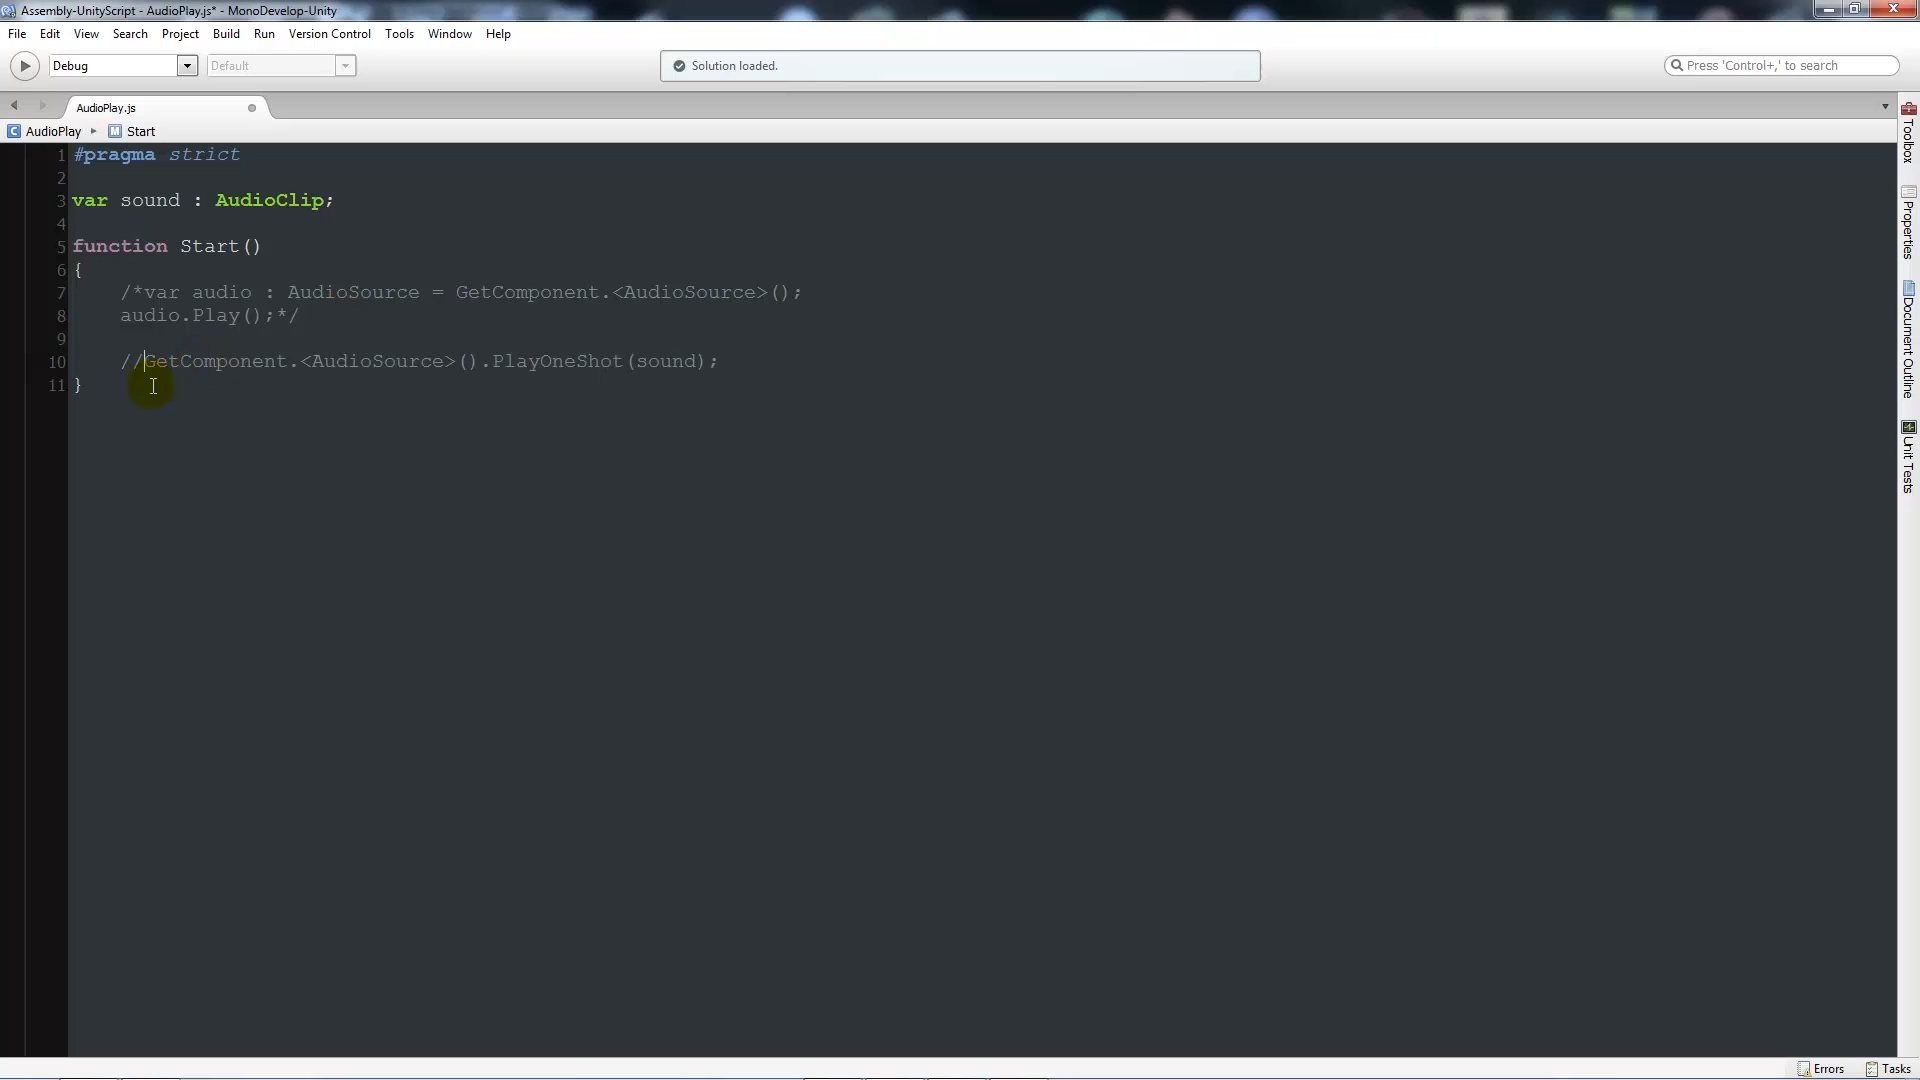 Assembly-UnityScript - AudioPlay.js* - MonoDevelop-Unity
File Edit View Search Project Build Run Version Control Tools Window Help
Debug Default Solution loaded. Press 'Control+,' to search
AudioPlay.js
AudioPlay Start
1 #pragma strict
2
3 var sound : AudioClip;
4
5 function Start()
6 {
7 /*var audio : AudioSource = GetComponent.<AudioSource>();
8 audio.Play();*/
9
10 //GetComponent.<AudioSource>().PlayOneShot(sound);
11 }
Toolbox
Properties
Document Outline
Unit Tests
Errors Tasks